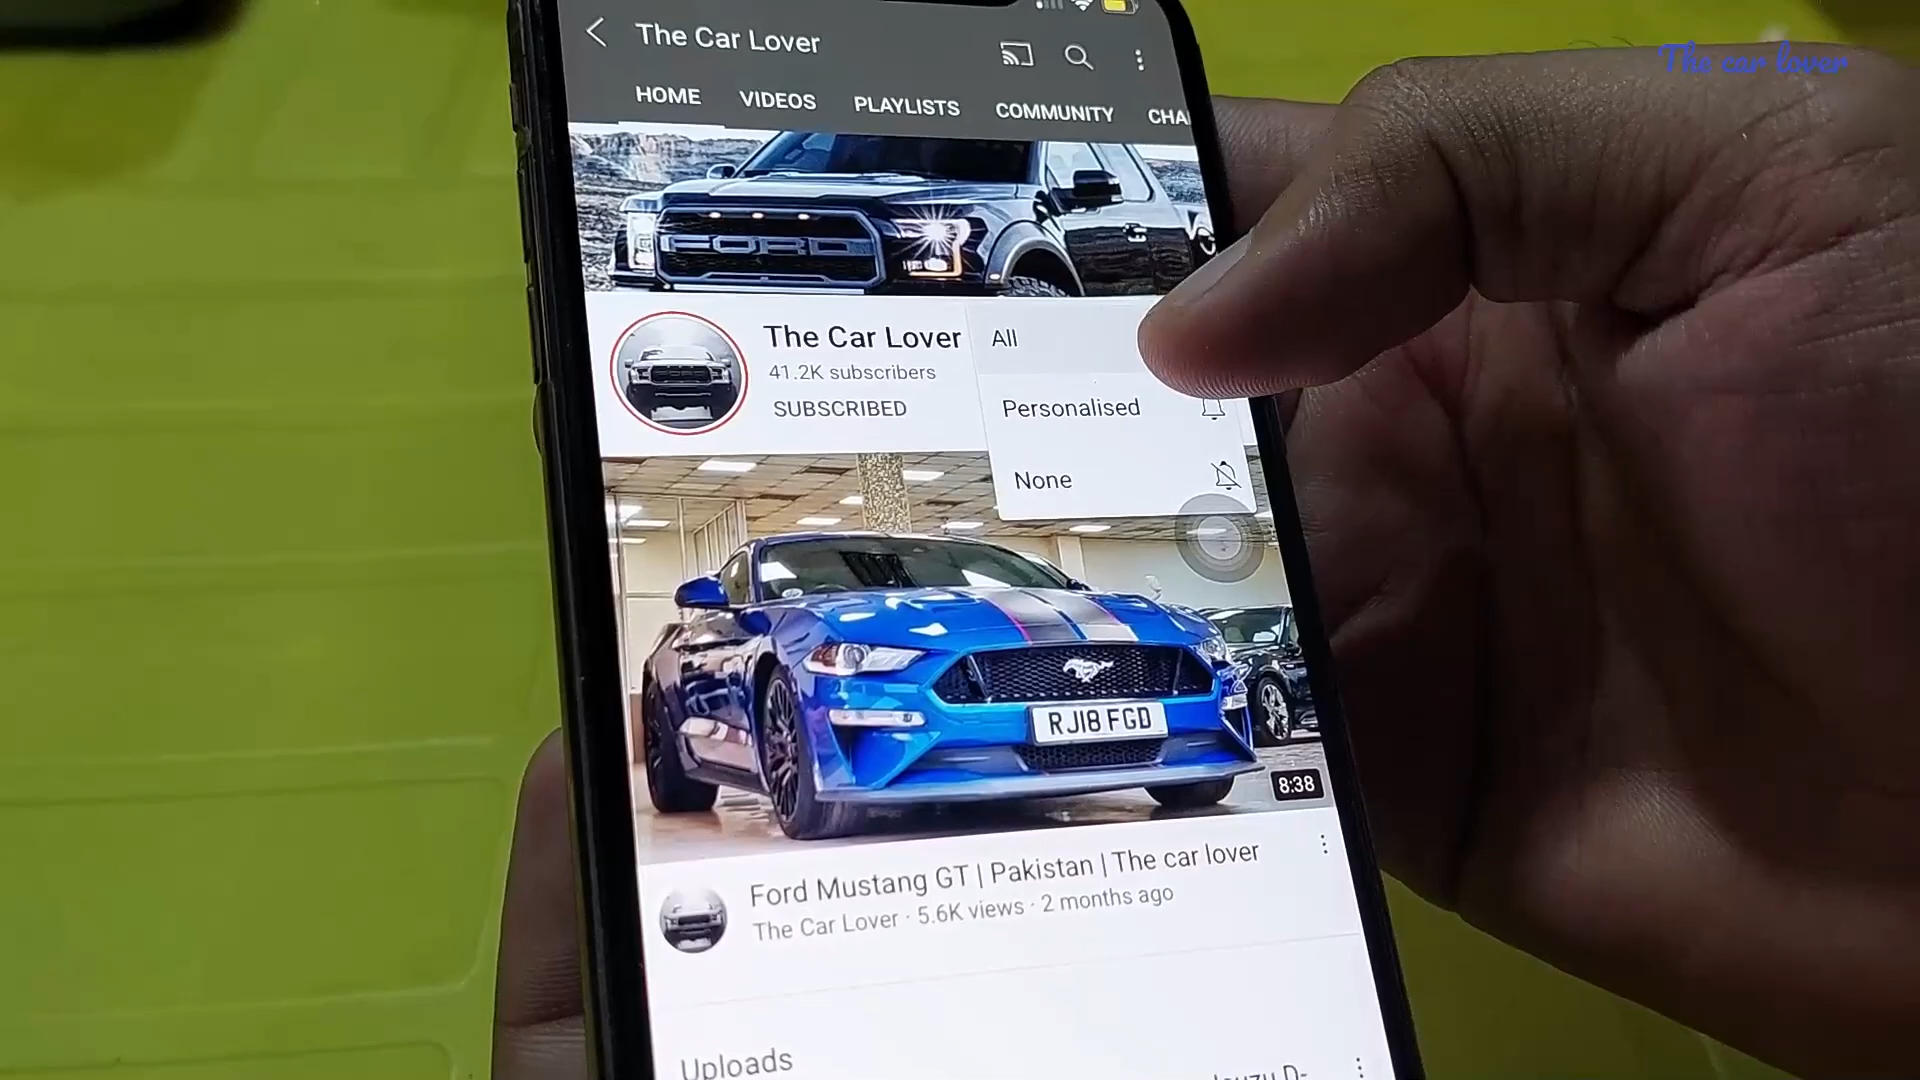 The car lover
The Car Lover
HOME VIDEOS PLAYLISTS COMMUNITY CHA
FORD
The Car Lover
41.2K subscribers
SUBSCRIBED
All
Personalised
None
RJ18 FGD
8:38
Ford Mustang GT | Pakistan | The car lover
The Car Lover · 5.6K views · 2 months ago
Uploads